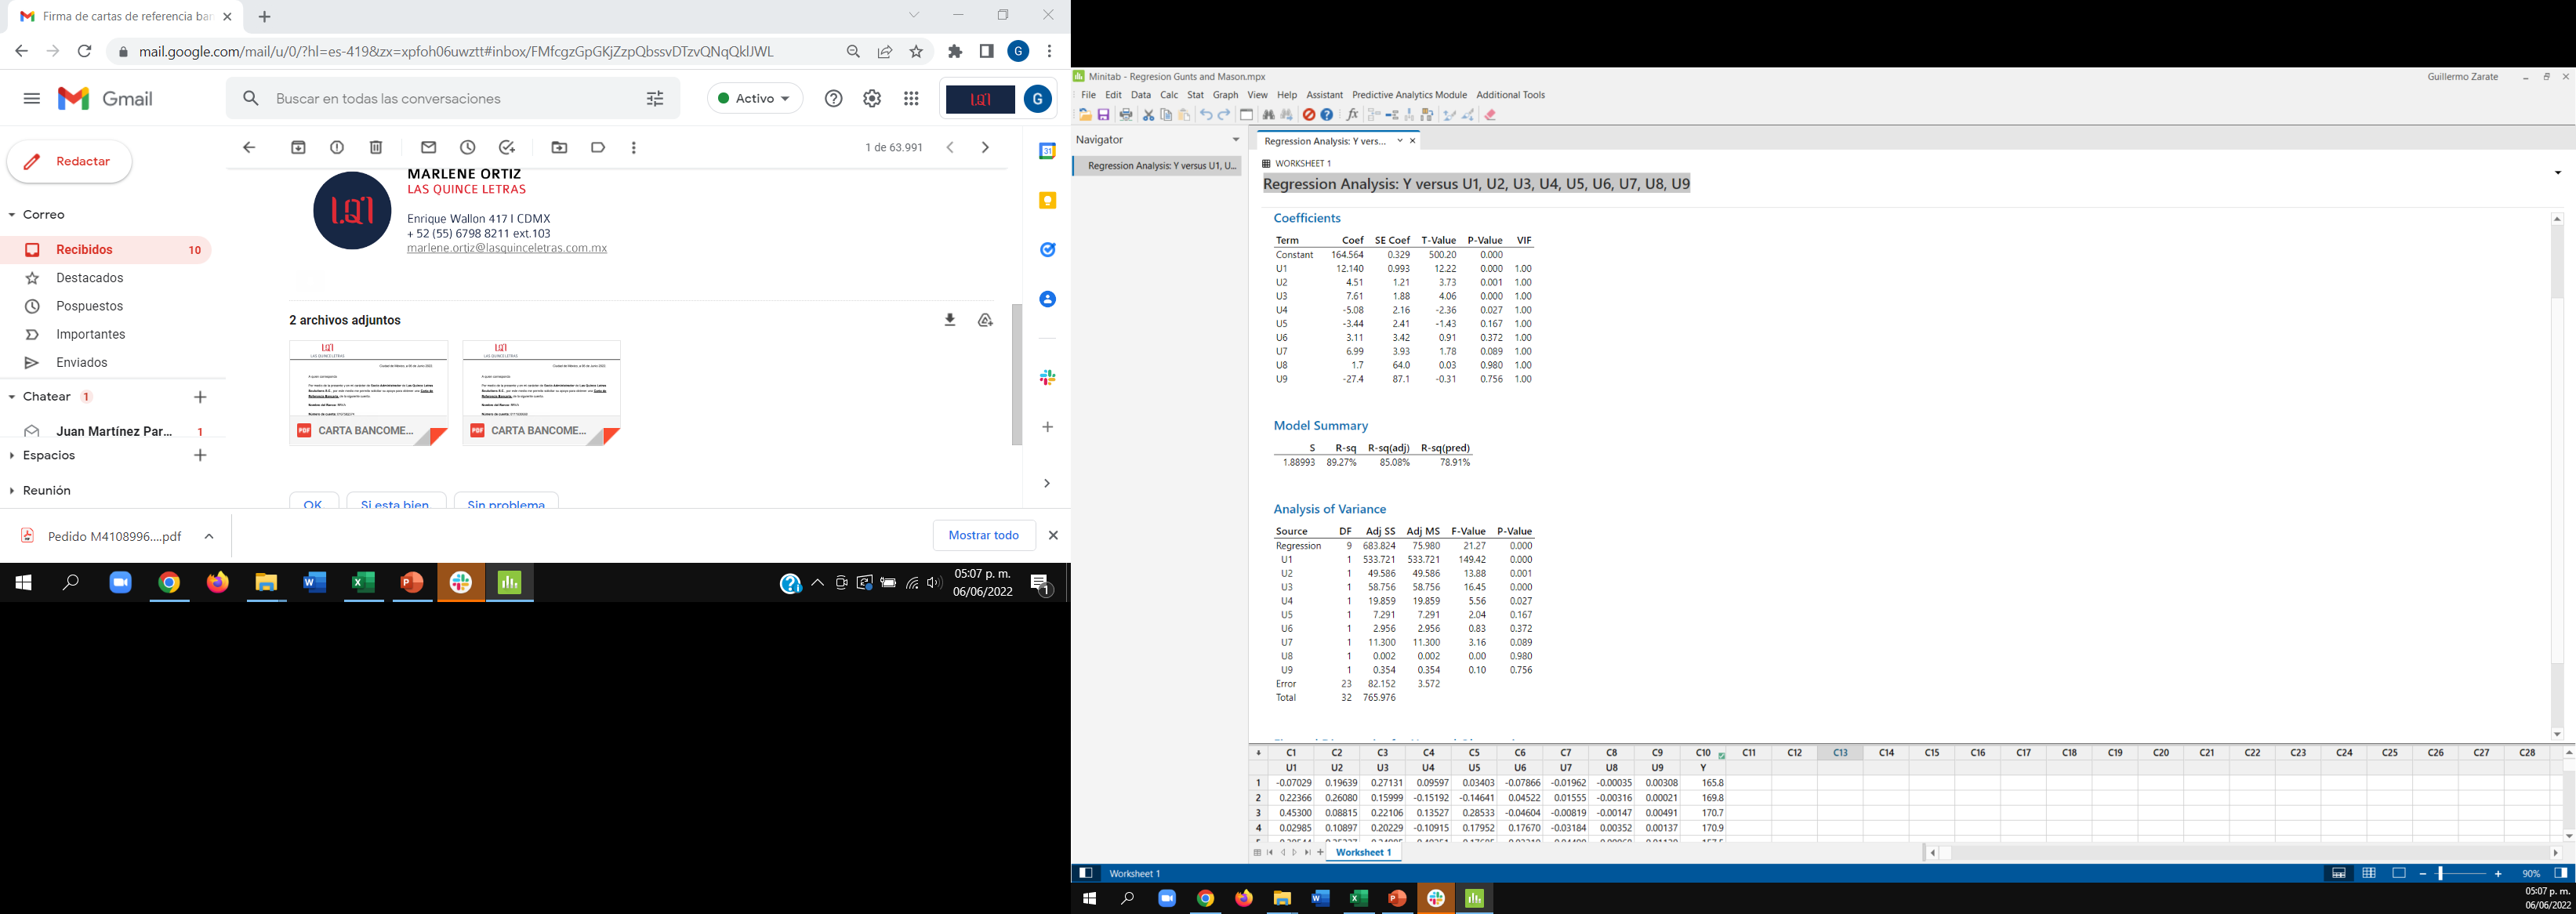 Firma de cartas de referencia ban
mail.google.com/mail/u/0/?hl=es-419&zx=xpfoh06uwztt#inbox/FMfcgzGpGKjZzpQbssvDTzvQNqQklJWL
G
Gmail
Buscar en todas las conversaciones
Activo
G
Redactar
1 de 63.991
Correo
Recibidos 10
Destacados
Pospuestos
Importantes
Enviados
Chatear 1
Juan Martínez Par... 1
Espacios
Reunión
MARLENE ORTIZ
LAS QUINCE LETRAS
Enrique Wallon 417 I CDMX
+ 52 (55) 6798 8211 ext.103
marlene.ortiz@lasquinceletras.com.mx
2 archivos adjuntos
LAS QUINCE LETRAS
LAS QUINCE LETRAS
PDF CARTA BANCOME...
PDF CARTA BANCOME...
OK
Si esta bien
Sin problema
31
Pedido M4108996....pdf
Mostrar todo
05:07 p. m.
06/06/2022
1
Minitab - Regresion Gunts and Mason.mpx
Guillermo Zarate
File Edit Data Calc Stat Graph View Help Assistant Predictive Analytics Module Additional Tools
Navigator
Regression Analysis: Y versus U1, U...
Regression Analysis: Y vers...
WORKSHEET 1
Regression Analysis: Y versus U1, U2, U3, U4, U5, U6, U7, U8, U9
Coefficients
Term Coef SE Coef T-Value P-Value VIF
Constant 164.564 0.329 500.20 0.000
U1 12.140 0.993 12.22 0.000 1.00
U2 4.51 1.21 3.73 0.001 1.00
U3 7.61 1.88 4.06 0.000 1.00
U4 -5.08 2.16 -2.36 0.027 1.00
U5 -3.44 2.41 -1.43 0.167 1.00
U6 3.11 3.42 0.91 0.372 1.00
U7 6.99 3.93 1.78 0.089 1.00
U8 1.7 64.0 0.03 0.980 1.00
U9 -27.4 87.1 -0.31 0.756 1.00
Model Summary
S R-sq R-sq(adj) R-sq(pred)
1.88993 89.27% 85.08% 78.91%
Analysis of Variance
Source DF Adj SS Adj MS F-Value P-Value
Regression 9 683.824 75.980 21.27 0.000
U1 1 533.721 533.721 149.42 0.000
U2 1 49.586 49.586 13.88 0.001
U3 1 58.756 58.756 16.45 0.000
U4 1 19.859 19.859 5.56 0.027
U5 1 7.291 7.291 2.04 0.167
U6 1 2.956 2.956 0.83 0.372
U7 1 11.300 11.300 3.16 0.089
U8 1 0.002 0.002 0.00 0.980
U9 1 0.354 0.354 0.10 0.756
Error 23 82.152 3.572
Total 32 765.976
C1 C2 C3 C4 C5 C6 C7 C8 C9 C10 C11 C12 C13 C14 C15 C16 C17 C18 C19 C20 C21 C22 C23 C24 C25 C26 C27 C28
U1 U2 U3 U4 U5 U6 U7 U8 U9 Y
1 -0.07029 0.19639 0.27131 0.09597 0.03403 -0.07866 -0.01962 -0.00035 0.00308 165.8
2 0.22366 0.26080 0.15999 -0.15192 -0.14641 0.04522 0.01555 -0.00316 0.00021 169.8
3 0.45300 0.08815 0.22106 0.13527 0.28533 -0.04604 -0.00819 -0.00147 0.00491 170.7
4 0.02985 0.10897 0.20229 -0.10915 0.17952 0.17670 -0.03184 0.00352 0.00137 170.9
Worksheet 1
Worksheet 1
90%
05:07 p. m.
06/06/2022